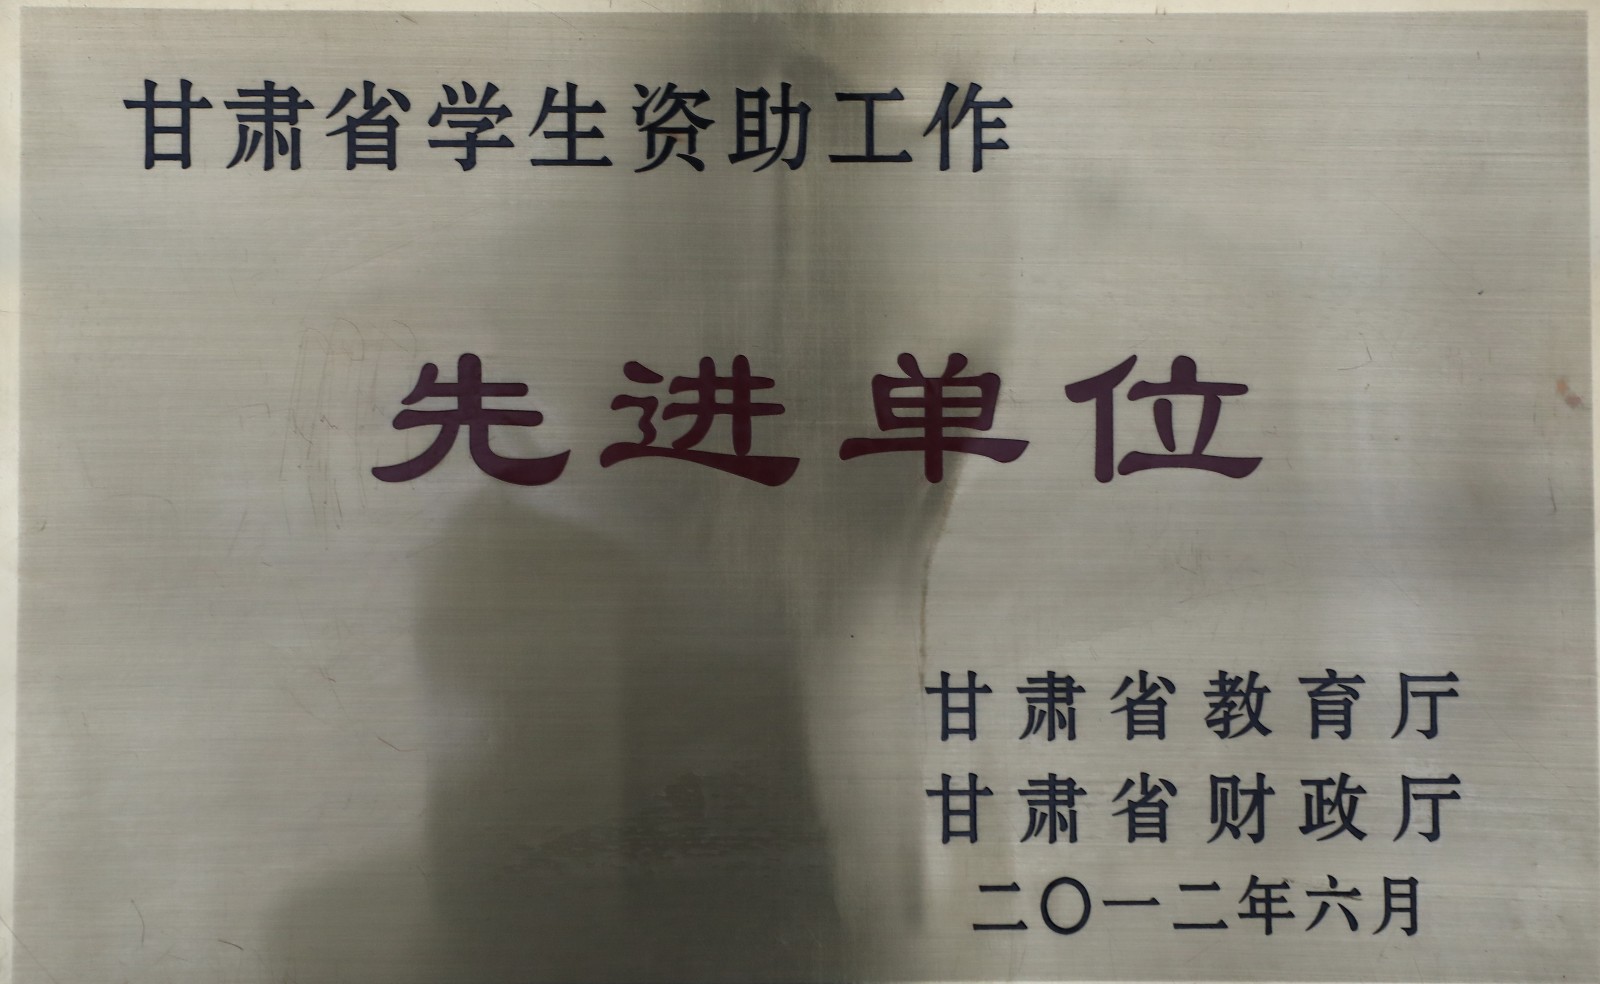 甘肃省学生资助工作
先进单位
甘肃省教育厅
甘肃省财政厅
二〇一二年六月